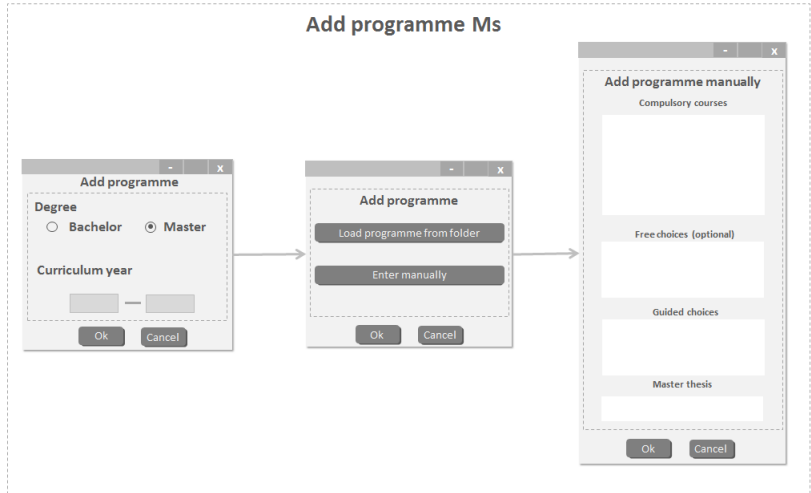 Add programme Ms
- x
Add programme
Degree
Bachelor Master
Curriculum year
—
Ok Cancel
- x
Add programme
Load programme from folder
Enter manually
Ok Cancel
- x
Add programme manually
Compulsory courses
Free choices (optional)
Guided choices
Master thesis
Ok Cancel